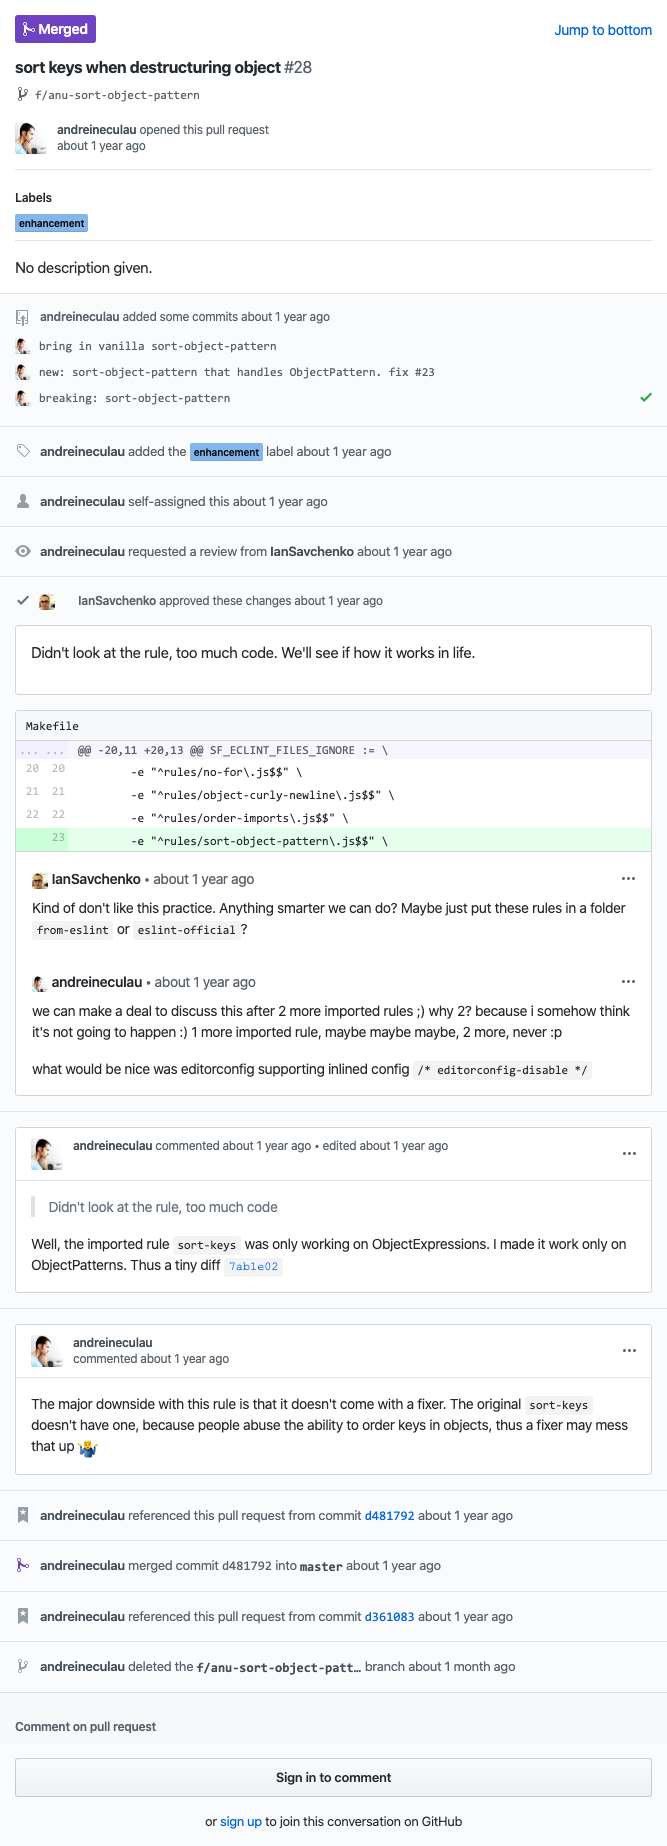 Merged
Jump to bottom
sort keys when destructuring object #28
f/anu-sort-object-pattern
andreineculau opened this pull request
about 1 year ago
Labels
enhancement
No description given.
andreineculau added some commits about 1 year ago
bring in vanilla sort-object-pattern
new: sort-object-pattern that handles ObjectPattern. fix #23
breaking: sort-object-pattern
andreineculau added the enhancement label about 1 year ago
andreineculau self-assigned this about 1 year ago
andreineculau requested a review from IanSavchenko about 1 year ago
IanSavchenko approved these changes about 1 year ago
Didn't look at the rule, too much code. We'll see if how it works in life.
Makefile
... ... @@ -20,11 +20,13 @@ SF_ECLINT_FILES_IGNORE := \
20 20 -e "^rules/no-for\.js$$" \
21 21 -e "^rules/object-curly-newline\.js$$" \
22 22 -e "^rules/order-imports\.js$$" \
23 -e "^rules/sort-object-pattern\.js$$" \
IanSavchenko • about 1 year ago
Kind of don't like this practice. Anything smarter we can do? Maybe just put these rules in a folder
from-eslint or eslint-official ?
andreineculau • about 1 year ago
we can make a deal to discuss this after 2 more imported rules ;) why 2? because i somehow think
it's not going to happen :) 1 more imported rule, maybe maybe maybe, 2 more, never :p
what would be nice was editorconfig supporting inlined config /* editorconfig-disable */
andreineculau commented about 1 year ago • edited about 1 year ago
Didn't look at the rule, too much code
Well, the imported rule sort-keys was only working on ObjectExpressions. I made it work only on
ObjectPatterns. Thus a tiny diff 7ab1e02
andreineculau
commented about 1 year ago
The major downside with this rule is that it doesn't come with a fixer. The original sort-keys
doesn't have one, because people abuse the ability to order keys in objects, thus a fixer may mess
that up 🤷‍♂️
andreineculau referenced this pull request from commit d481792 about 1 year ago
andreineculau merged commit d481792 into master about 1 year ago
andreineculau referenced this pull request from commit d361083 about 1 year ago
andreineculau deleted the f/anu-sort-object-patt… branch about 1 month ago
Comment on pull request
Sign in to comment
or sign up to join this conversation on GitHub